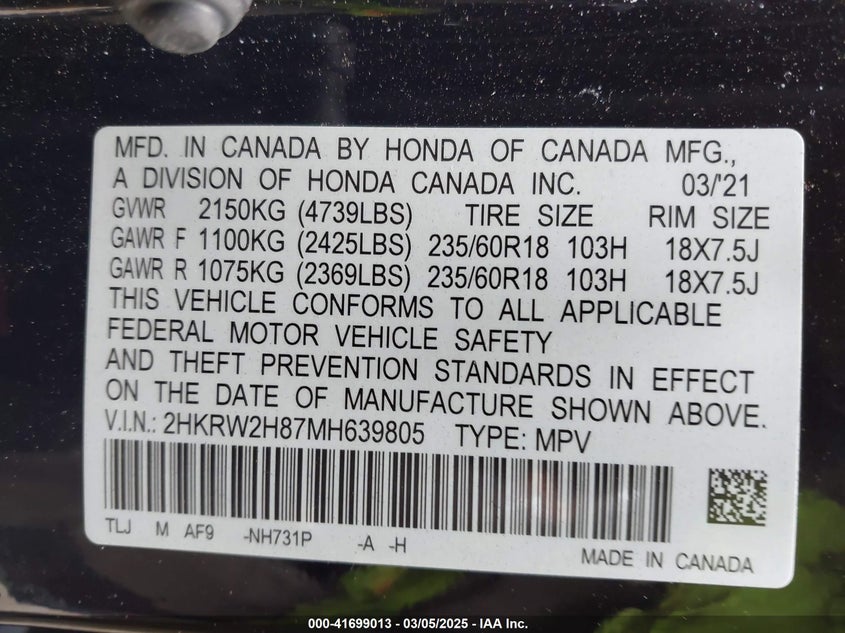 MFD. IN CANADA BY HONDA OF CANADA MFG.,
A DIVISION OF HONDA CANADA INC. 03/'21
GVWR 2150KG (4739LBS) TIRE SIZE RIM SIZE
GAWR F 1100KG (2425LBS) 235/60R18 103H 18X7.5J
GAWR R 1075KG (2369LBS) 235/60R18 103H 18X7.5J
THIS VEHICLE CONFORMS TO ALL APPLICABLE
FEDERAL MOTOR VEHICLE SAFETY
AND THEFT PREVENTION STANDARDS IN EFFECT
ON THE DATE OF MANUFACTURE SHOWN ABOVE.
V.I.N.: 2HKRW2H87MH639805 TYPE: MPV
TLJ M AF9 -NH731P -A -H
MADE IN CANADA
000-41699013 - 03/05/2025 - IAA Inc.